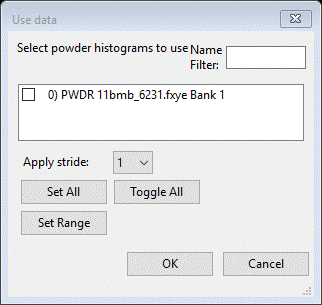 Use data
Select powder histograms to use Name
Filter:
0) PWDR 11bmb_6231.fxye Bank 1
Apply stride: 1
Set All Toggle All
Set Range
OK Cancel